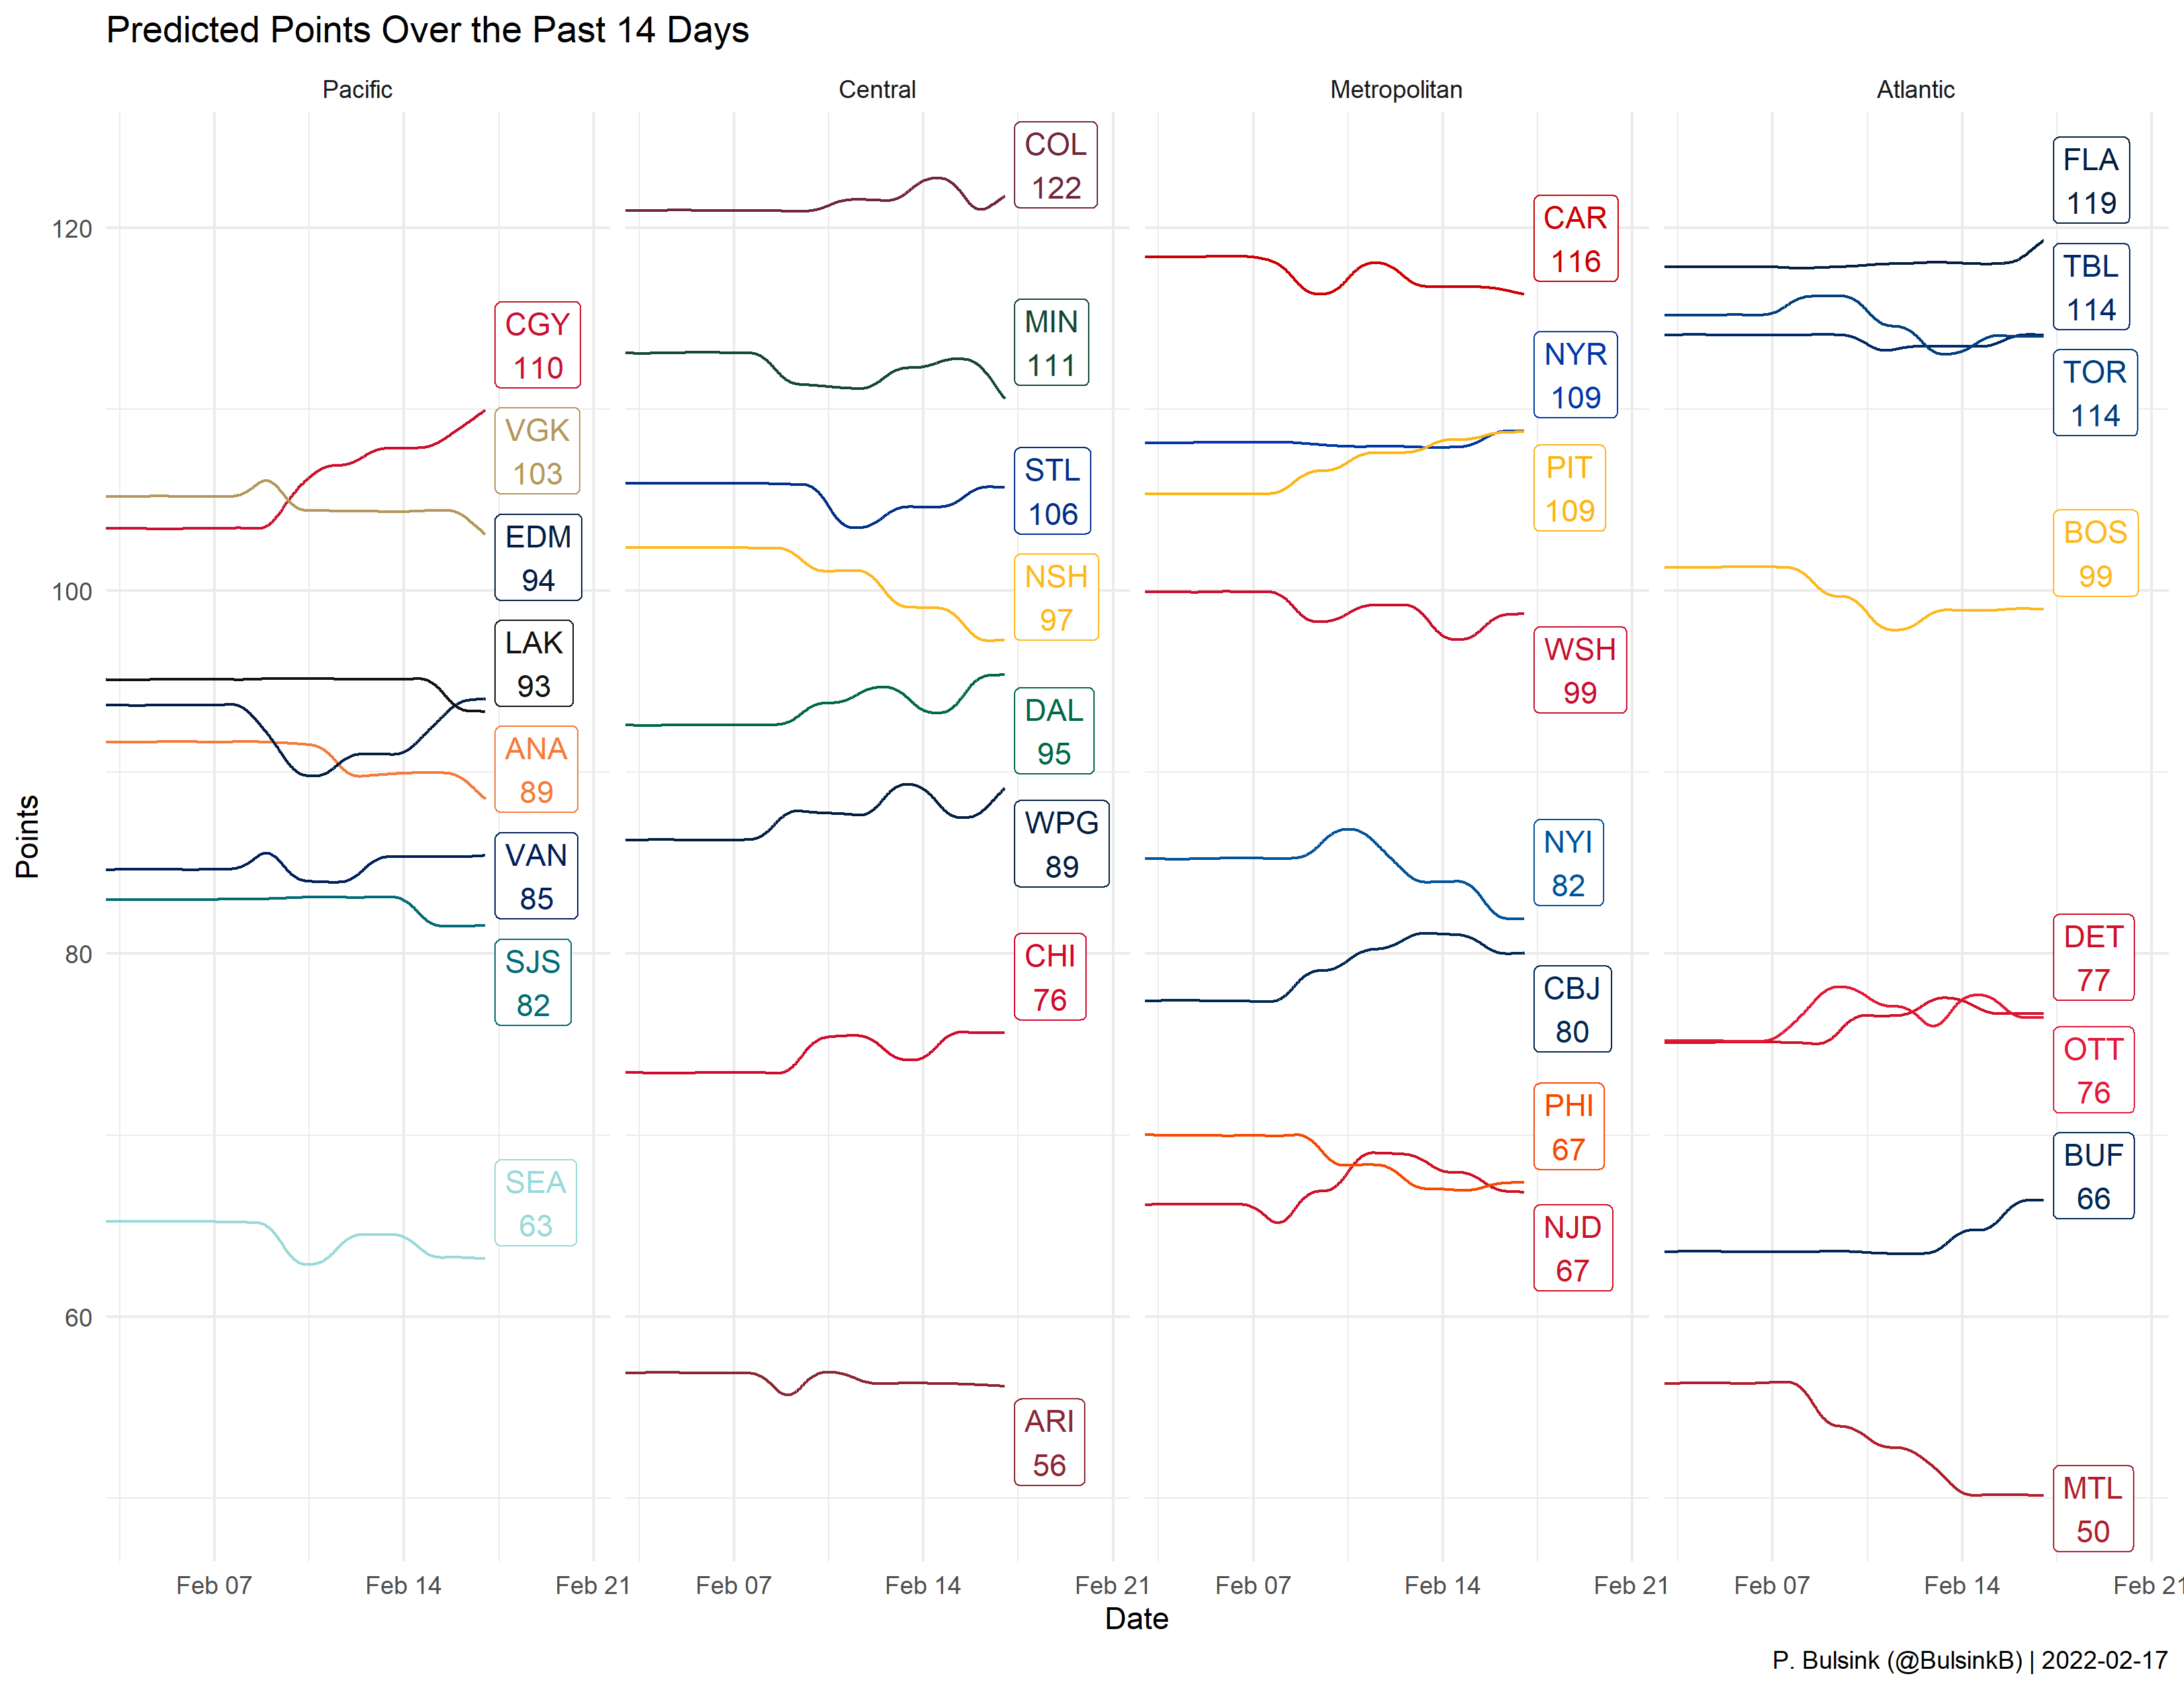 Predicted Points Over the Past 14 Days
Pacific
Central
Metropolitan
Atlantic
Points
120
100
80
60
CGY
110
VGK
103
EDM
94
LAK
93
ANA
89
VAN
85
SJS
82
SEA
63
COL
122
MIN
111
STL
106
NSH
97
DAL
95
WPG
89
CHI
76
ARI
56
CAR
116
NYR
109
PIT
109
WSH
99
NYI
82
CBJ
80
PHI
67
NJD
67
FLA
119
TBL
114
TOR
114
BOS
99
DET
77
OTT
76
BUF
66
MTL
50
Feb 07 Feb 14 Feb 21
Feb 07 Feb 14 Feb 21
Feb 07 Feb 14 Feb 21
Feb 07 Feb 14 Feb 21
Date
P. Bulsink (@BulsinkB) | 2022-02-17